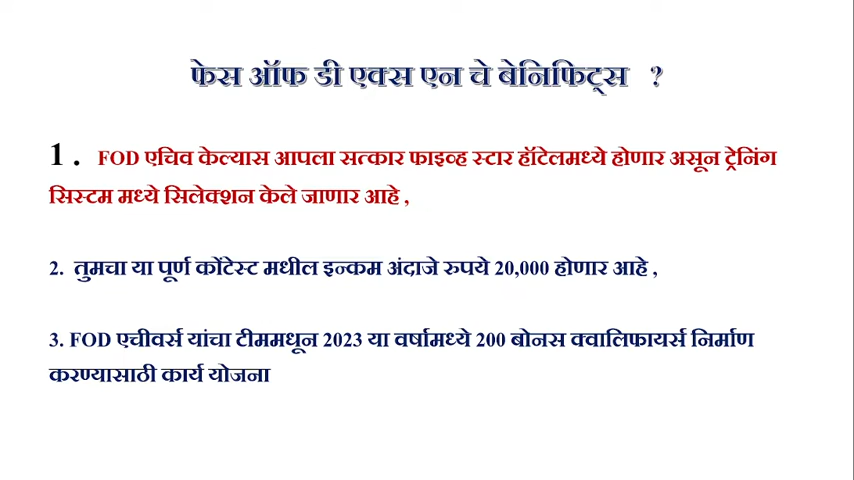 फेस ऑफ डी एक्स एन चे बेनिफिट्स ?
1 . FOD एचिव केल्यास आपला सत्कार फाइव्ह स्टार हॉटेलमध्ये होणार असून ट्रेनिंग
सिस्टम मध्ये सिलेक्शन केले जाणार आहे ,
2. तुमचा या पूर्ण कोंटेस्ट मधील इन्कम अंदाजे रुपये 20,000 होणार आहे ,
3. FOD एचीवर्स यांचा टीममधून 2023 या वर्षामध्ये 200 बोनस क्वालिफायर्स निर्माण
करण्यासाठी कार्य योजना